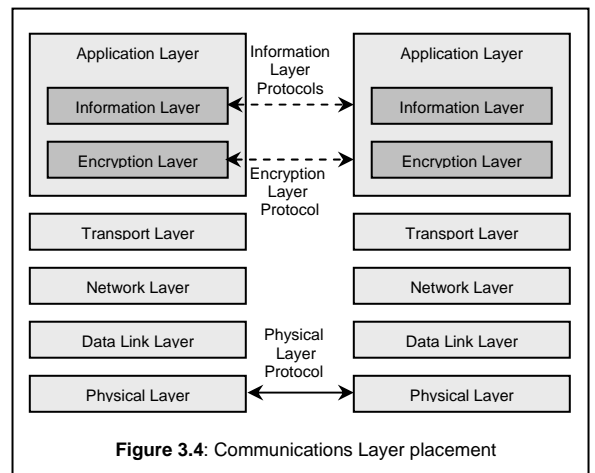 Application Layer
Information Layer
Encryption Layer
Transport Layer
Network Layer
Data Link Layer
Physical Layer
Information
Layer
Protocols
Encryption
Layer
Protocol
Physical
Layer
Protocol
Application Layer
Information Layer
Encryption Layer
Transport Layer
Network Layer
Data Link Layer
Physical Layer
Figure 3.4: Communications Layer placement